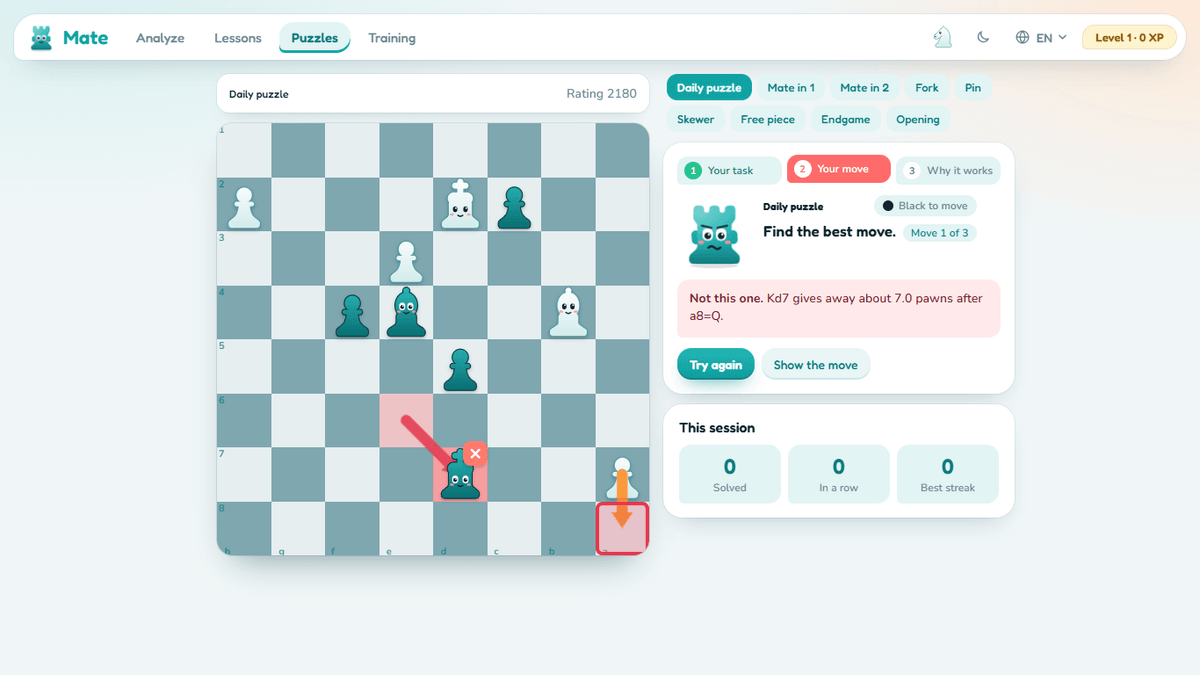 Mate
Analyze
Lessons
Puzzles
Training
EN
Level 1 · 0 XP
Daily puzzle
Rating 2180
1
2
3
4
5
6
7
8
h
g
f
e
d
c
b
Daily puzzle
Mate in 1
Mate in 2
Fork
Pin
Skewer
Free piece
Endgame
Opening
1 Your task
2 Your move
3 Why it works
Daily puzzle
Black to move
Find the best move.
Move 1 of 3
Not this one. Kd7 gives away about 7.0 pawns after
a8=Q.
Try again
Show the move
This session
0
Solved
0
In a row
0
Best streak